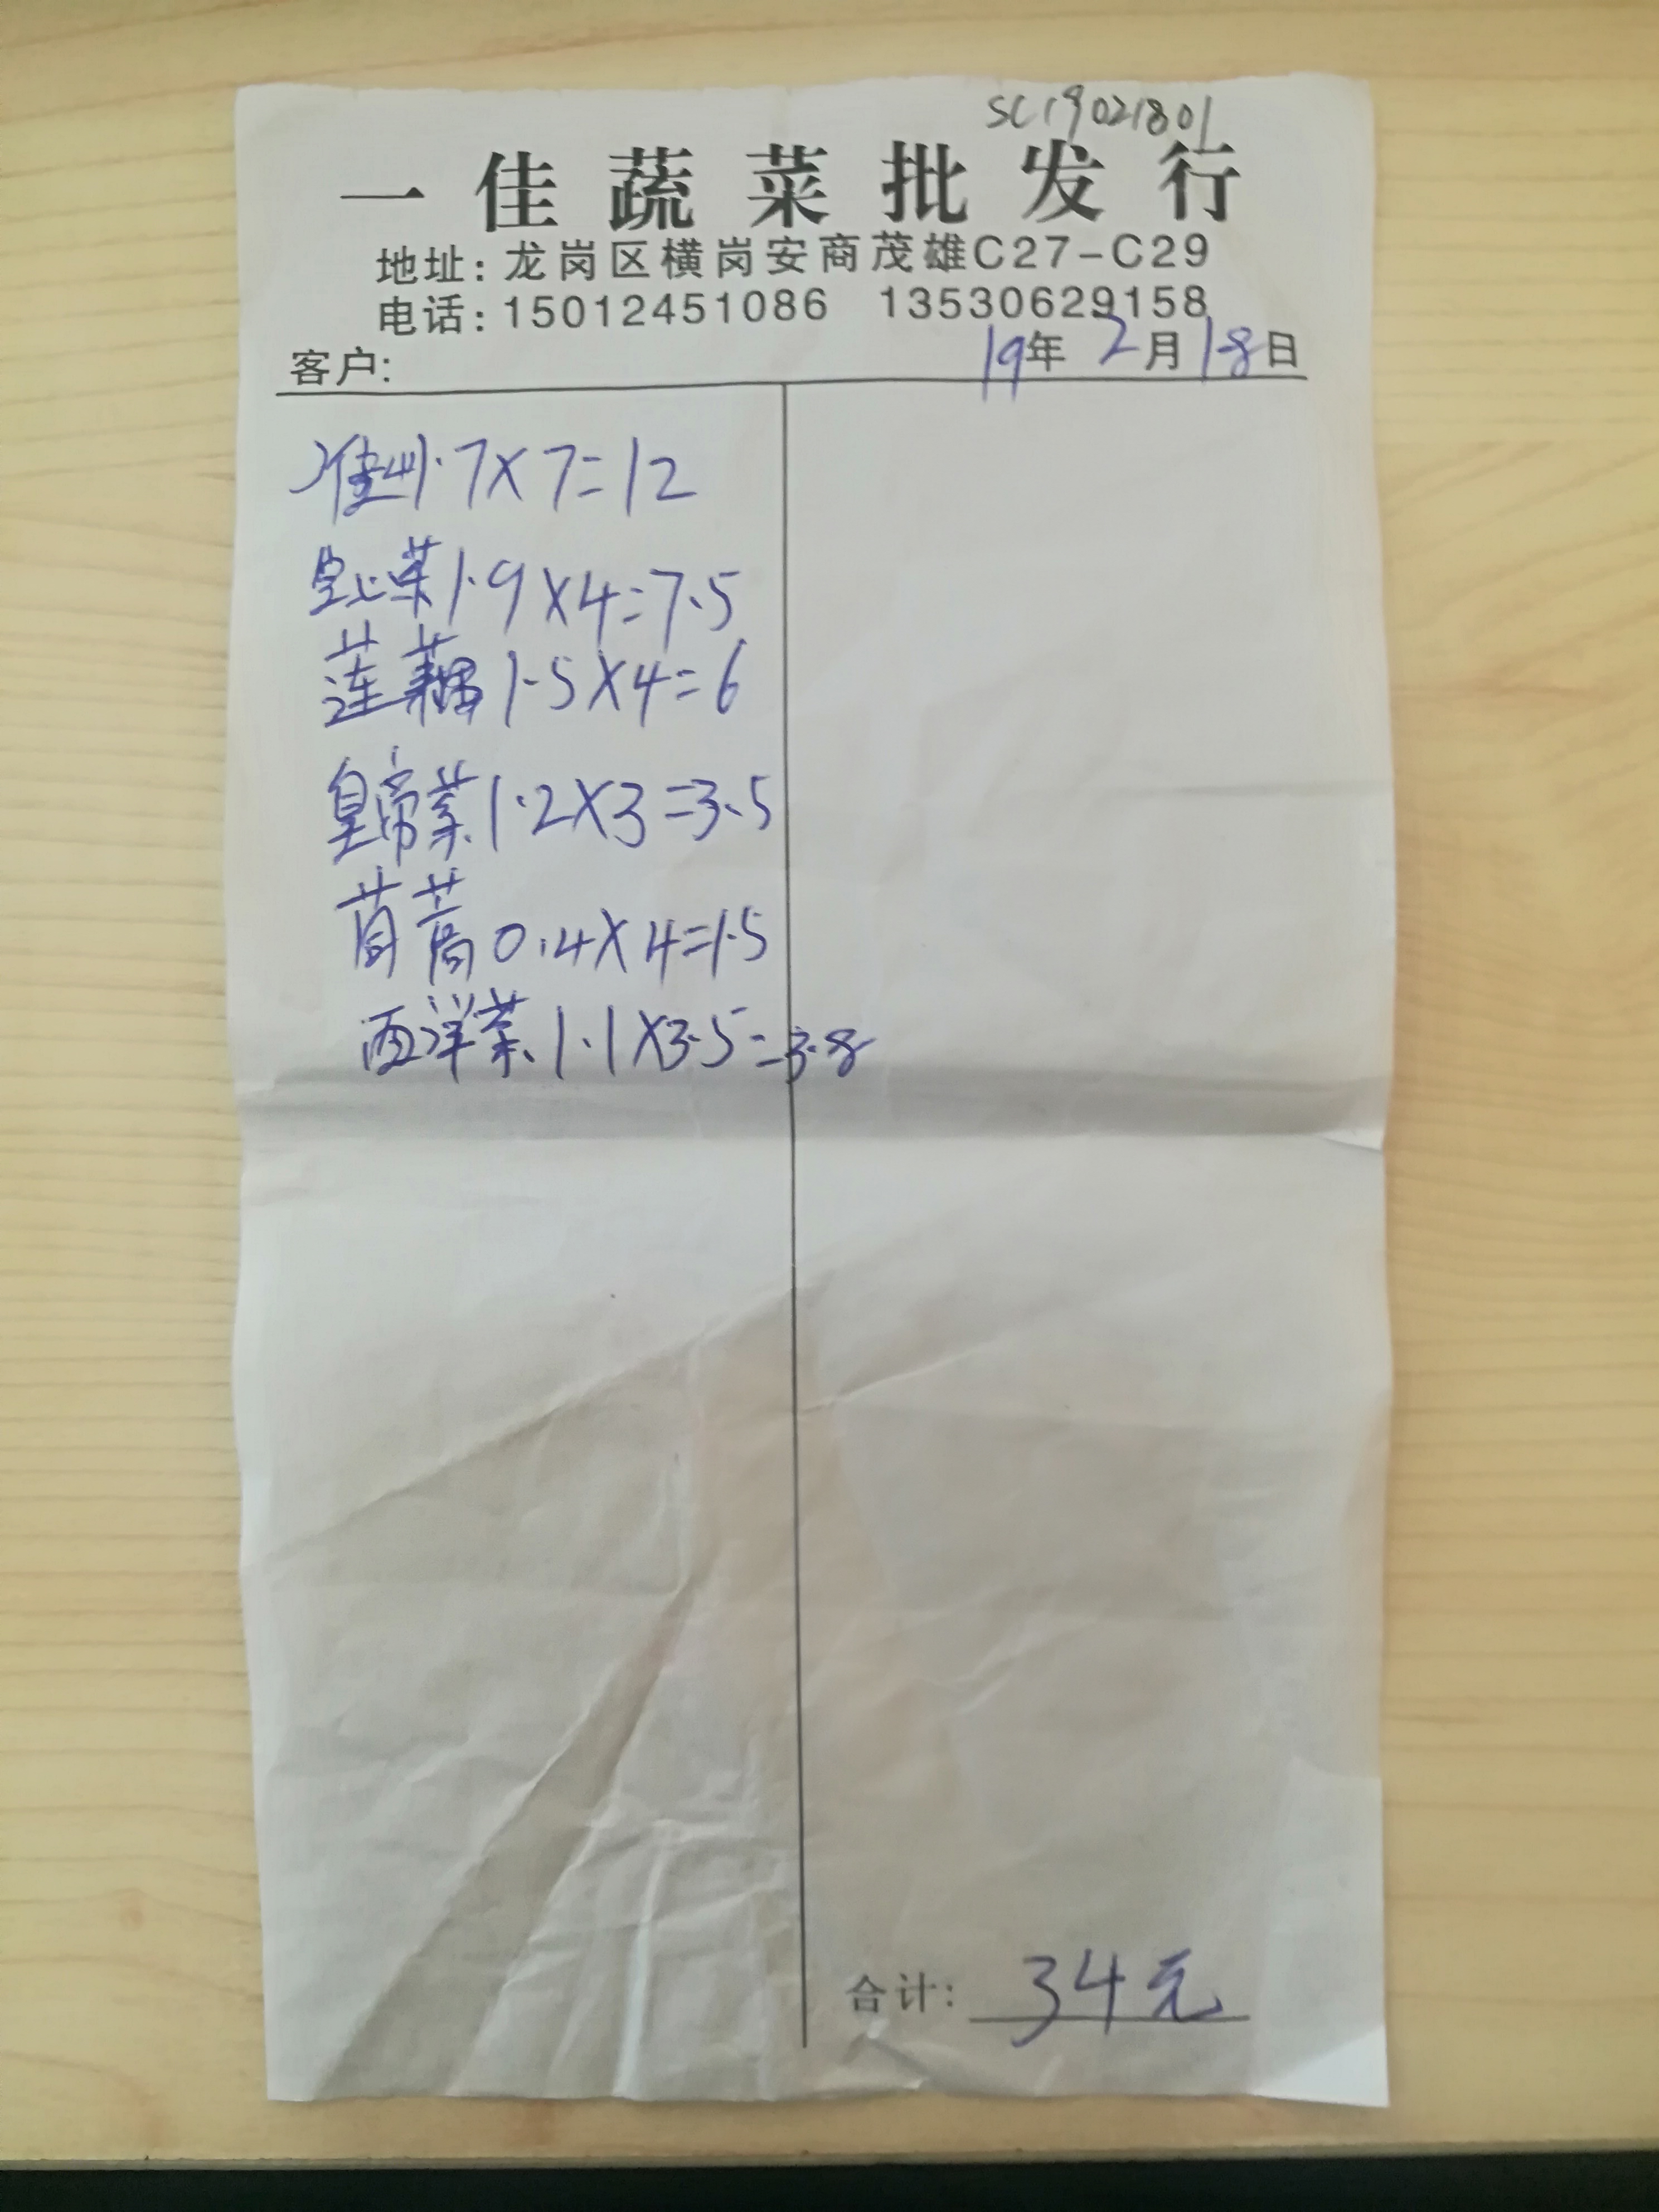 SC19021801
一佳蔬菜批发行
地址:龙岗区横岗安商茂雄C27-C29
电话:15012451086 13530629158
客户: 19年 2月 18日
淮山1.7×7=12
菜1.9×4=7.5
莲藕1.5×4=6
皇帝菜1.2×3=3.5
茼蒿0.4×4=1.5
西洋菜1.1×3.5=3.8
合计: 34元